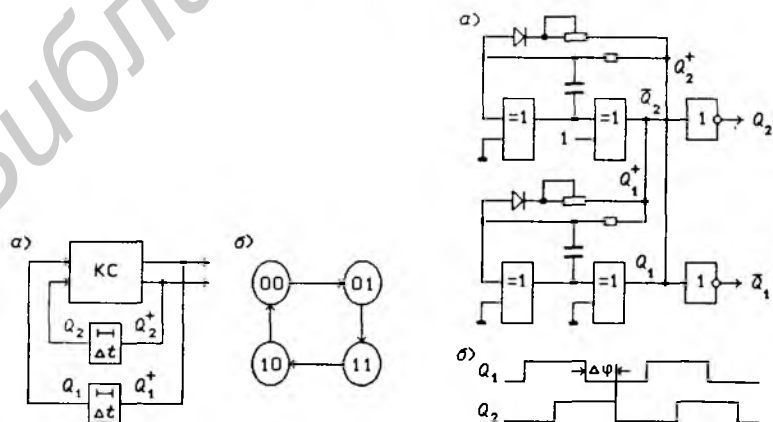 Библ
а)
КС
Q₂
Δt
Q₂⁺
Q₁
Δt
Q₁⁺
б)
00
01
10
11
а)
Q₂⁺
=1
=1
1
Q̅₂
1
Q₂
Q₁⁺
=1
=1
Q₁
1
Q̅₁
б)
Q₁
Δφ
Q₂